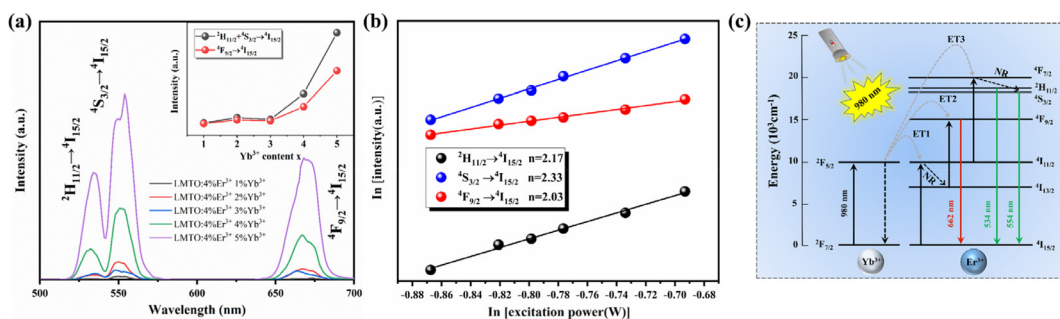 (a)
²H₁₁/₂→⁴I₁₅/₂
⁴S₃/₂→⁴I₁₅/₂
⁴F₉/₂→⁴I₁₅/₂
Intensity (a.u.)
²H₁₁/₂+⁴S₃/₂→⁴I₁₅/₂
⁴F₉/₂→⁴I₁₅/₂
Intensity (a.u.)
1 2 3 4 5
Yb³⁺ content x
LMTO:4%Er³⁺ 1%Yb³⁺
LMTO:4%Er³⁺ 2%Yb³⁺
LMTO:4%Er³⁺ 3%Yb³⁺
LMTO:4%Er³⁺ 4%Yb³⁺
LMTO:4%Er³⁺ 5%Yb³⁺
500 550 600 650 700
Wavelength (nm)
(b)
In [intensity(a.u.)]
²H₁₁/₂→⁴I₁₅/₂ n=2.17
⁴S₃/₂→⁴I₁₅/₂ n=2.33
⁴F₉/₂→⁴I₁₅/₂ n=2.03
-0.88 -0.86 -0.84 -0.82 -0.80 -0.78 -0.76 -0.74 -0.72 -0.70 -0.68
In [excitation power(W)]
(c)
Energy (10³cm⁻¹)
25
20
15
10
5
0
980 nm
ET3
ET2
ET1
NR
NR
⁴F₇/₂
²H₁₁/₂
⁴S₃/₂
⁴F₉/₂
⁴I₁₁/₂
⁴I₁₃/₂
⁴I₁₅/₂
²F₅/₂
²F₇/₂
980 nm
662 nm
534 nm
554 nm
Yb³⁺
Er³⁺